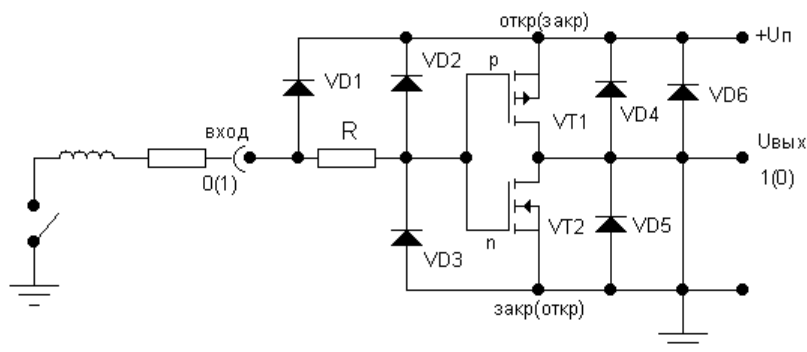 откр(закр)
+Uп
VD2
p
VD1
VD4
VD6
VT1
вход
R
Uвых
0(1)
1(0)
VT2
VD5
VD3
n
закр(откр)